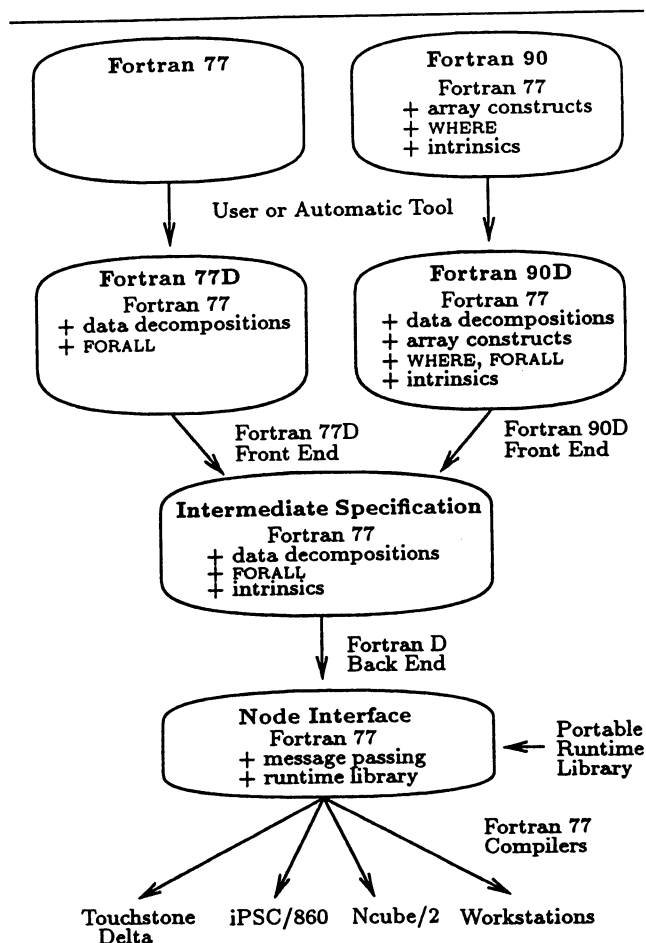 Fortran 77
Fortran 90
Fortran 77
+ array constructs
+ WHERE
+ intrinsics
User or Automatic Tool
Fortran 77D
Fortran 77
+ data decompositions
+ FORALL
Fortran 90D
Fortran 77
+ data decompositions
+ array constructs
+ WHERE, FORALL
+ intrinsics
Fortran 77D
Front End
Fortran 90D
Front End
Intermediate Specification
Fortran 77
+ data decompositions
+ FORALL
+ intrinsics
Fortran D
Back End
Node Interface
Fortran 77
+ message passing
+ runtime library
Portable
Runtime
Library
Fortran 77
Compilers
Touchstone
Delta
iPSC/860
Ncube/2
Workstations